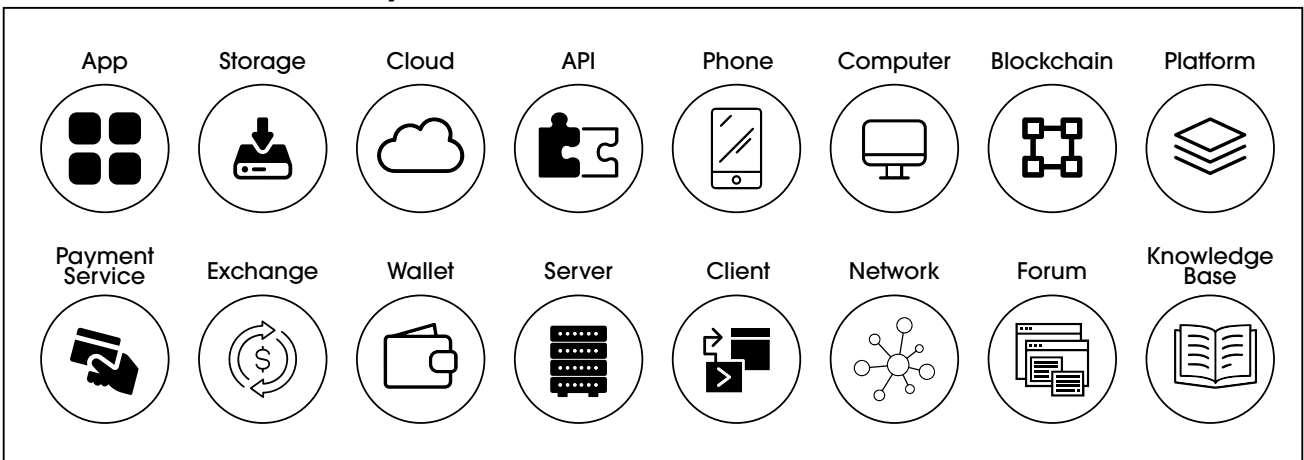 App Storage Cloud API Phone Computer Blockchain Platform
Payment Service Exchange Wallet Server Client Network Forum Knowledge Base
$